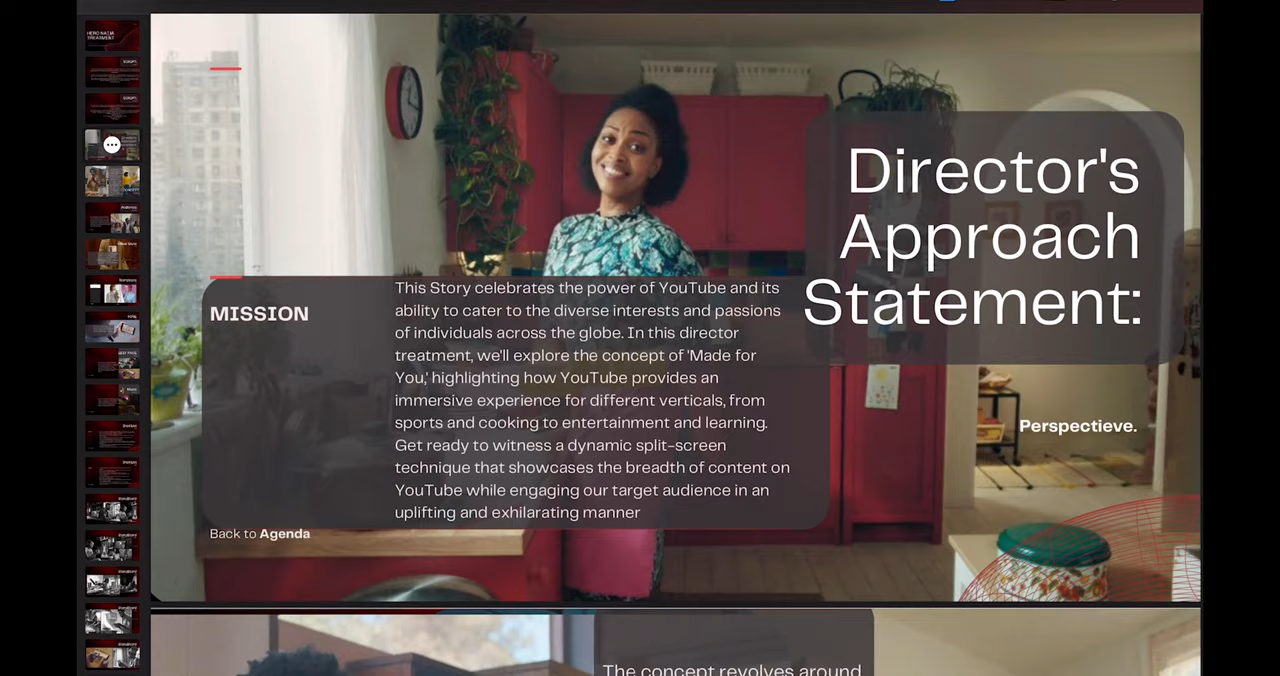 HERO NAIJA
TREATMENT
Director's
Approach
Statement:
MISSION
This Story celebrates the power of YouTube and its
ability to cater to the diverse interests and passions
of individuals across the globe. In this director
treatment, we'll explore the concept of 'Made for
You,' highlighting how YouTube provides an
immersive experience for different verticals, from
sports and cooking to entertainment and learning.
Get ready to witness a dynamic split-screen
technique that showcases the breadth of content on
YouTube while engaging our target audience in an
uplifting and exhilarating manner
Perspectieve.
Back to Agenda
The concept revolves around